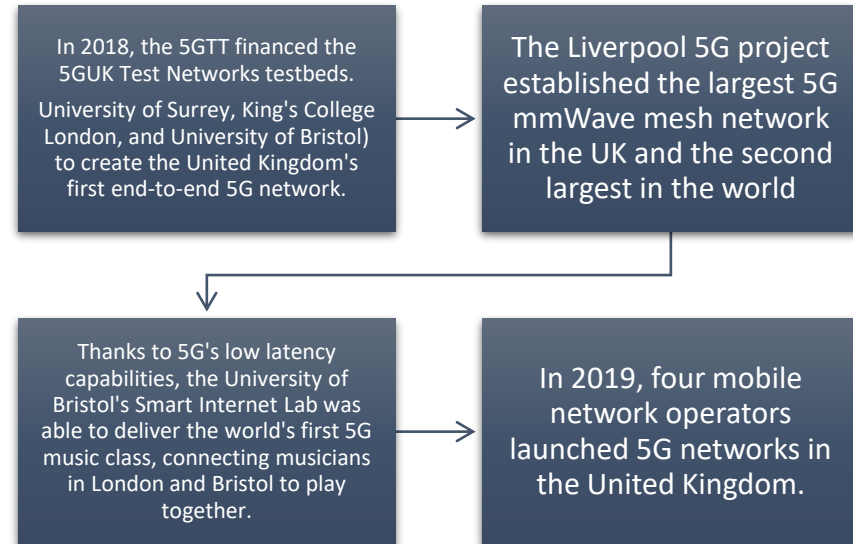 In 2018, the 5GTT financed the
5GUK Test Networks testbeds.
University of Surrey, King's College
London, and University of Bristol)
to create the United Kingdom's
first end-to-end 5G network.
The Liverpool 5G project
established the largest 5G
mmWave mesh network
in the UK and the second
largest in the world
Thanks to 5G's low latency
capabilities, the University of
Bristol's Smart Internet Lab was
able to deliver the world's first 5G
music class, connecting musicians
in London and Bristol to play
together.
In 2019, four mobile
network operators
launched 5G networks in
the United Kingdom.